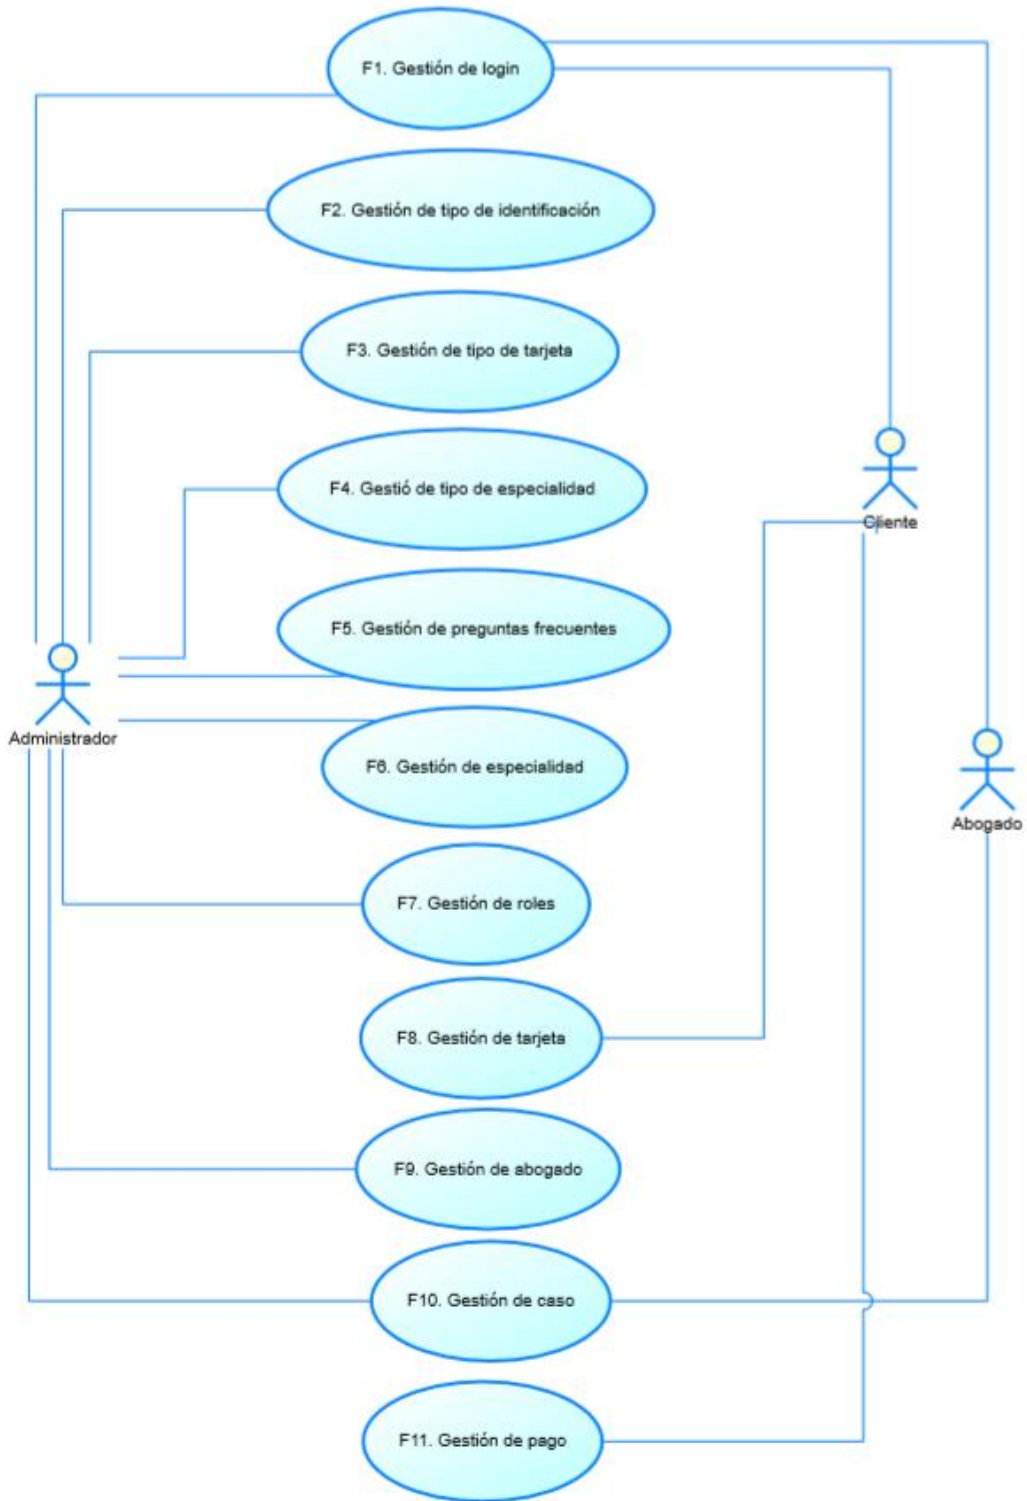 F1. Gestión de login
F2. Gestión de tipo de identificación
F3. Gestión de tipo de tarjeta
F4. Gestió de tipo de especialidad
Cliente
F5. Gestión de preguntas frecuentes
Administrador
F6. Gestión de especialidad
Abogado
F7. Gestión de roles
F8. Gestión de tarjeta
F9. Gestión de abogado
F10. Gestión de caso
F11. Gestión de pago